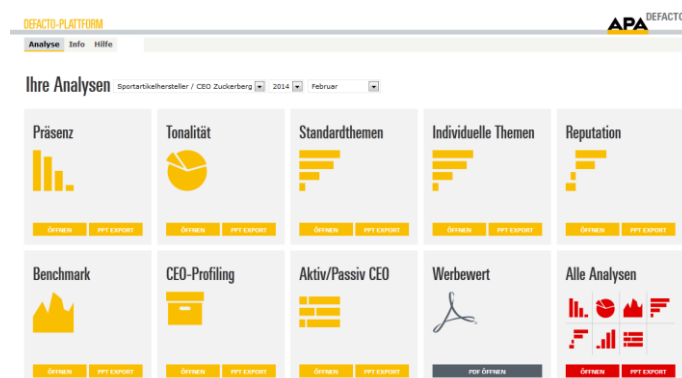 DEFACTO-PLATTFORM
APA DEFACTO
Analyse Info Hilfe
Ihre Analysen Sportartikelhersteller / CEO Zuckerberg 2014 Februar
Präsenz Tonalität Standardthemen Individuelle Themen Reputation
ÖFFNEN PPT EXPORT ÖFFNEN PPT EXPORT ÖFFNEN PPT EXPORT ÖFFNEN PPT EXPORT ÖFFNEN PPT EXPORT
Benchmark CEO-Profiling Aktiv/Passiv CEO Werbewert Alle Analysen
ÖFFNEN PPT EXPORT ÖFFNEN PPT EXPORT ÖFFNEN PPT EXPORT PDF ÖFFNEN ÖFFNEN PPT EXPORT